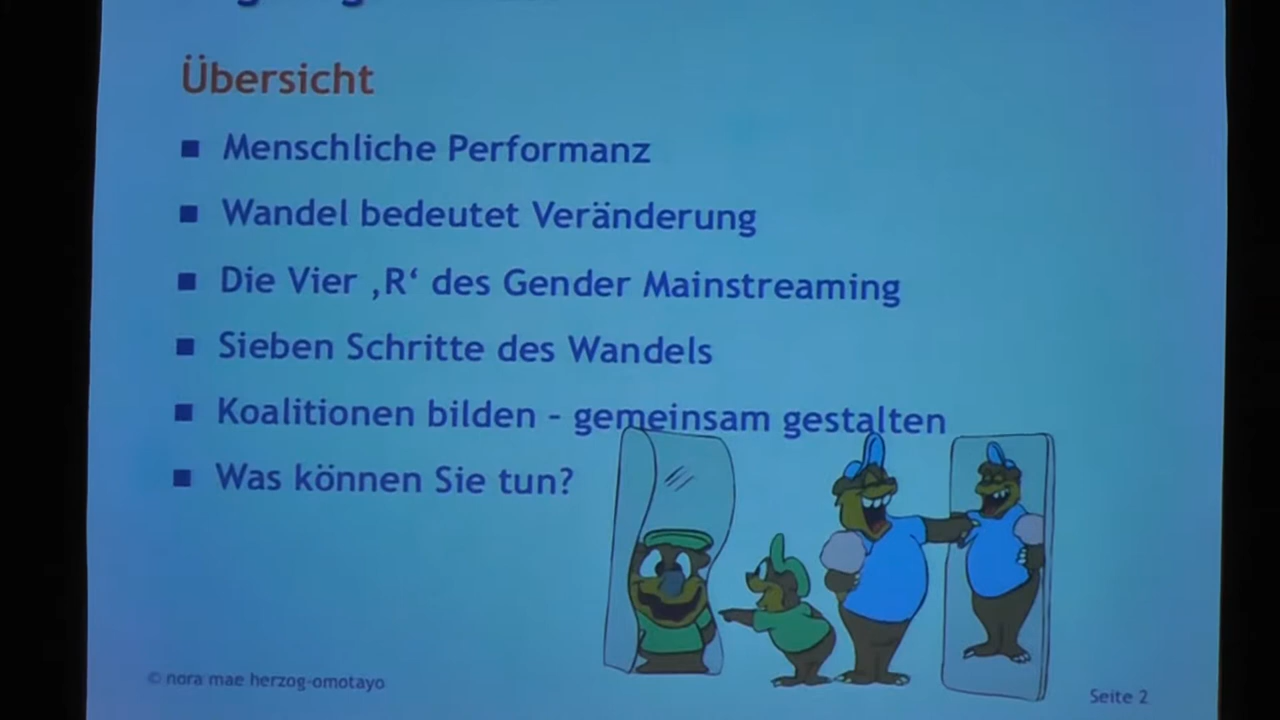 Übersicht
Menschliche Performanz
Wandel bedeutet Veränderung
Die Vier ‚R‘ des Gender Mainstreaming
Sieben Schritte des Wandels
Koalitionen bilden – gemeinsam gestalten
Was können Sie tun?
© nora mae herzog-omotayo
Seite 2